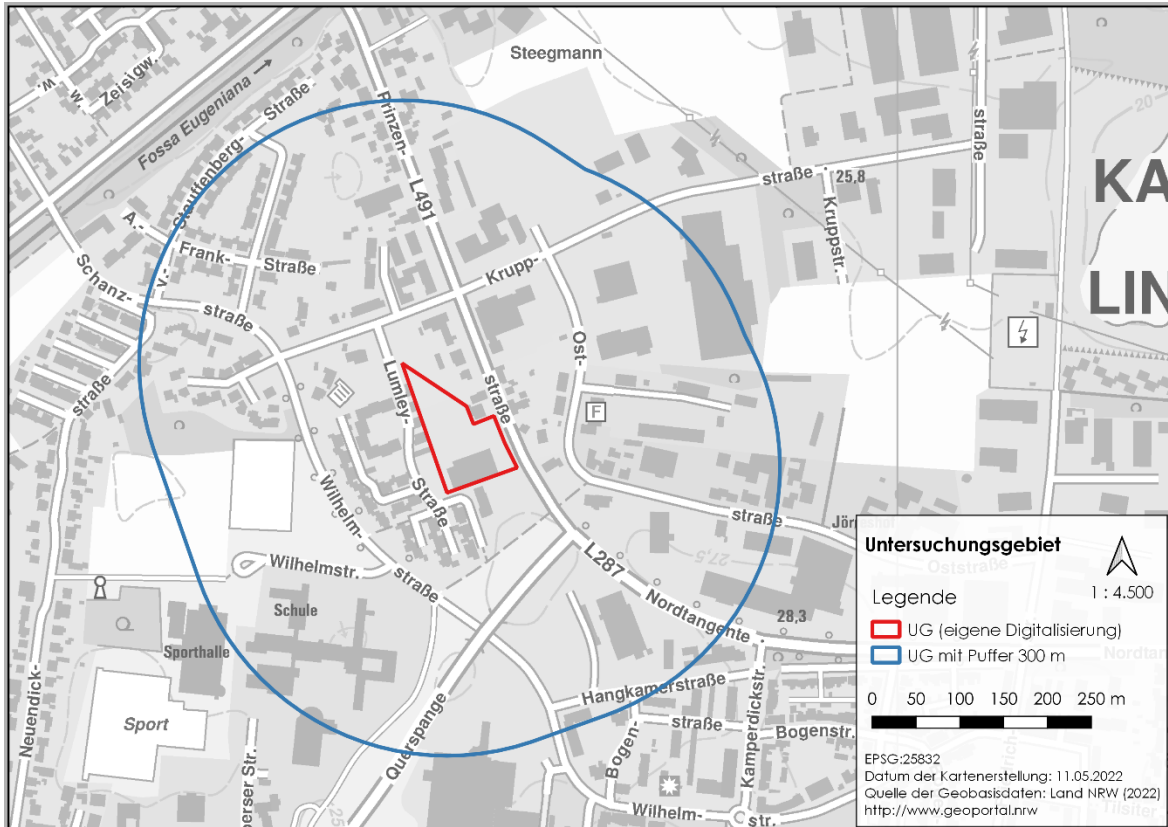 Steegmann
Zeisigw.
w.
w.
Fossa Eugeniana →
Stauffenberg-
Straße
v.-
A.-
Frank-
Straße
Schanz-
straße
straße
Neuendick-
Prinzen-
L491
straße
Krupp-
straße
25,8
Kruppstr.
straße
20
KA
LIN
Lumley-
Straße
Ost-
F
straße
Jörgeshof
Wilhelm-
straße
Wilhelmstr.
Schule
Sporthalle
Sport
Querspange
L287
Nordtangente
27,5
28,3
Hangkamerstraße
Bogen-
straße
Bogenstr.
Kamperdickstr.
Wilhelm-
str.
berser Str.
Untersuchungsgebiet
1 : 4.500
Legende
UG (eigene Digitalisierung)
UG mit Puffer 300 m
0 50 100 150 200 250 m
EPSG:25832
Datum der Kartenerstellung: 11.05.2022
Quelle der Geobasisdaten: Land NRW (2022)
http://www.geoportal.nrw
Oststraße
Nordtan
Tilsiter